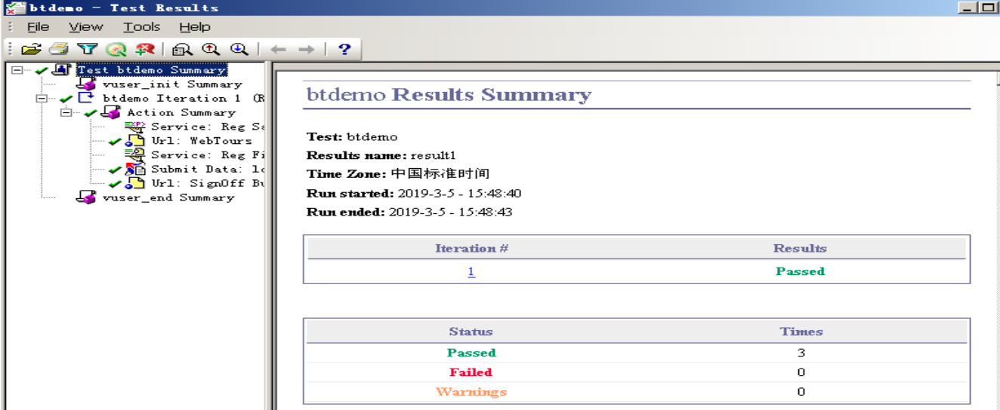 btdemo - Test Results
File View Tools Help
Test btdemo Summary
vuser_init Summary
btdemo Iteration 1 (R
Action Summary
Service: Reg Se
Url: WebTours
Service: Reg Fi
Submit Data: lo
Url: SignOff Bu
vuser_end Summary
btdemo Results Summary
Test: btdemo
Results name: result1
Time Zone: 中国标准时间
Run started: 2019-3-5 - 15:48:40
Run ended: 2019-3-5 - 15:48:43
Iteration # Results
1 Passed
Status Times
Passed 3
Failed 0
Warnings 0